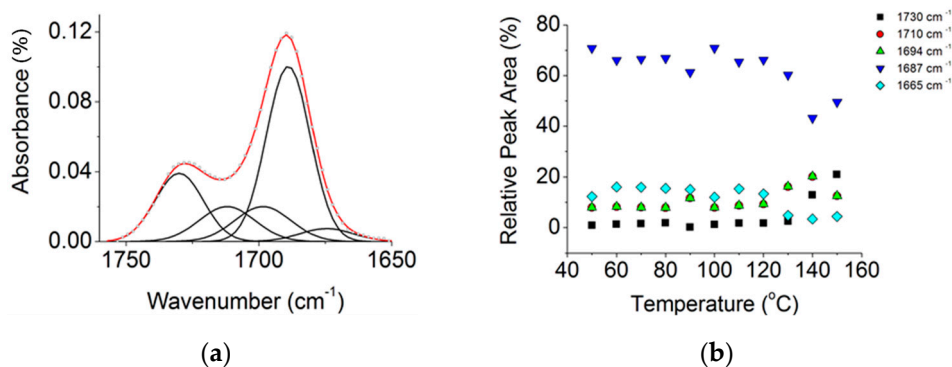 0.12
0.08
0.04
0.00
Absorbance (%)
1750
1700
1650
Wavenumber (cm⁻¹)
(a)
80
60
40
20
0
Relative Peak Area (%)
40
60
80
100
120
140
160
Temperature (°C)
1730 cm⁻¹
1710 cm⁻¹
1694 cm⁻¹
1687 cm⁻¹
1665 cm⁻¹
(b)